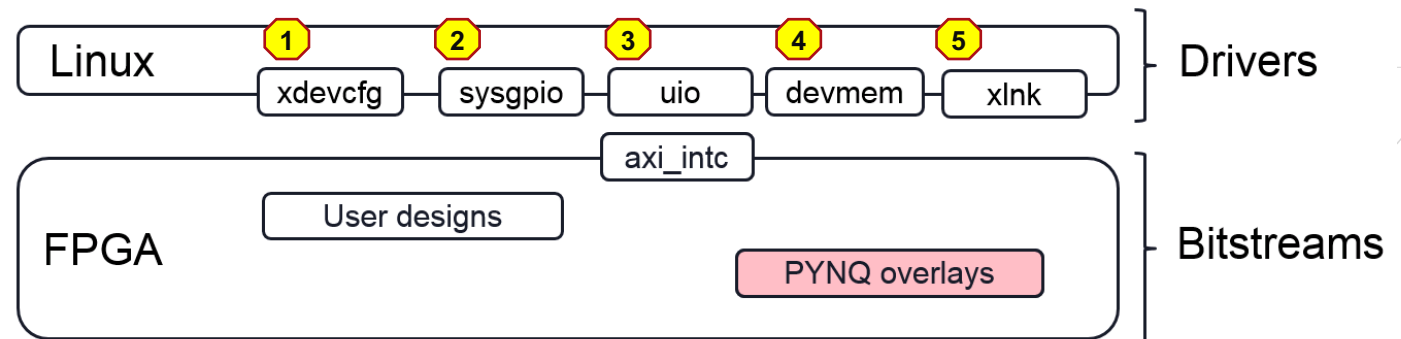 1 2 3 4 5
Linux
xdevcfg sysgpio uio devmem xlnk
Drivers
axi_intc
User designs
FPGA
PYNQ overlays
Bitstreams